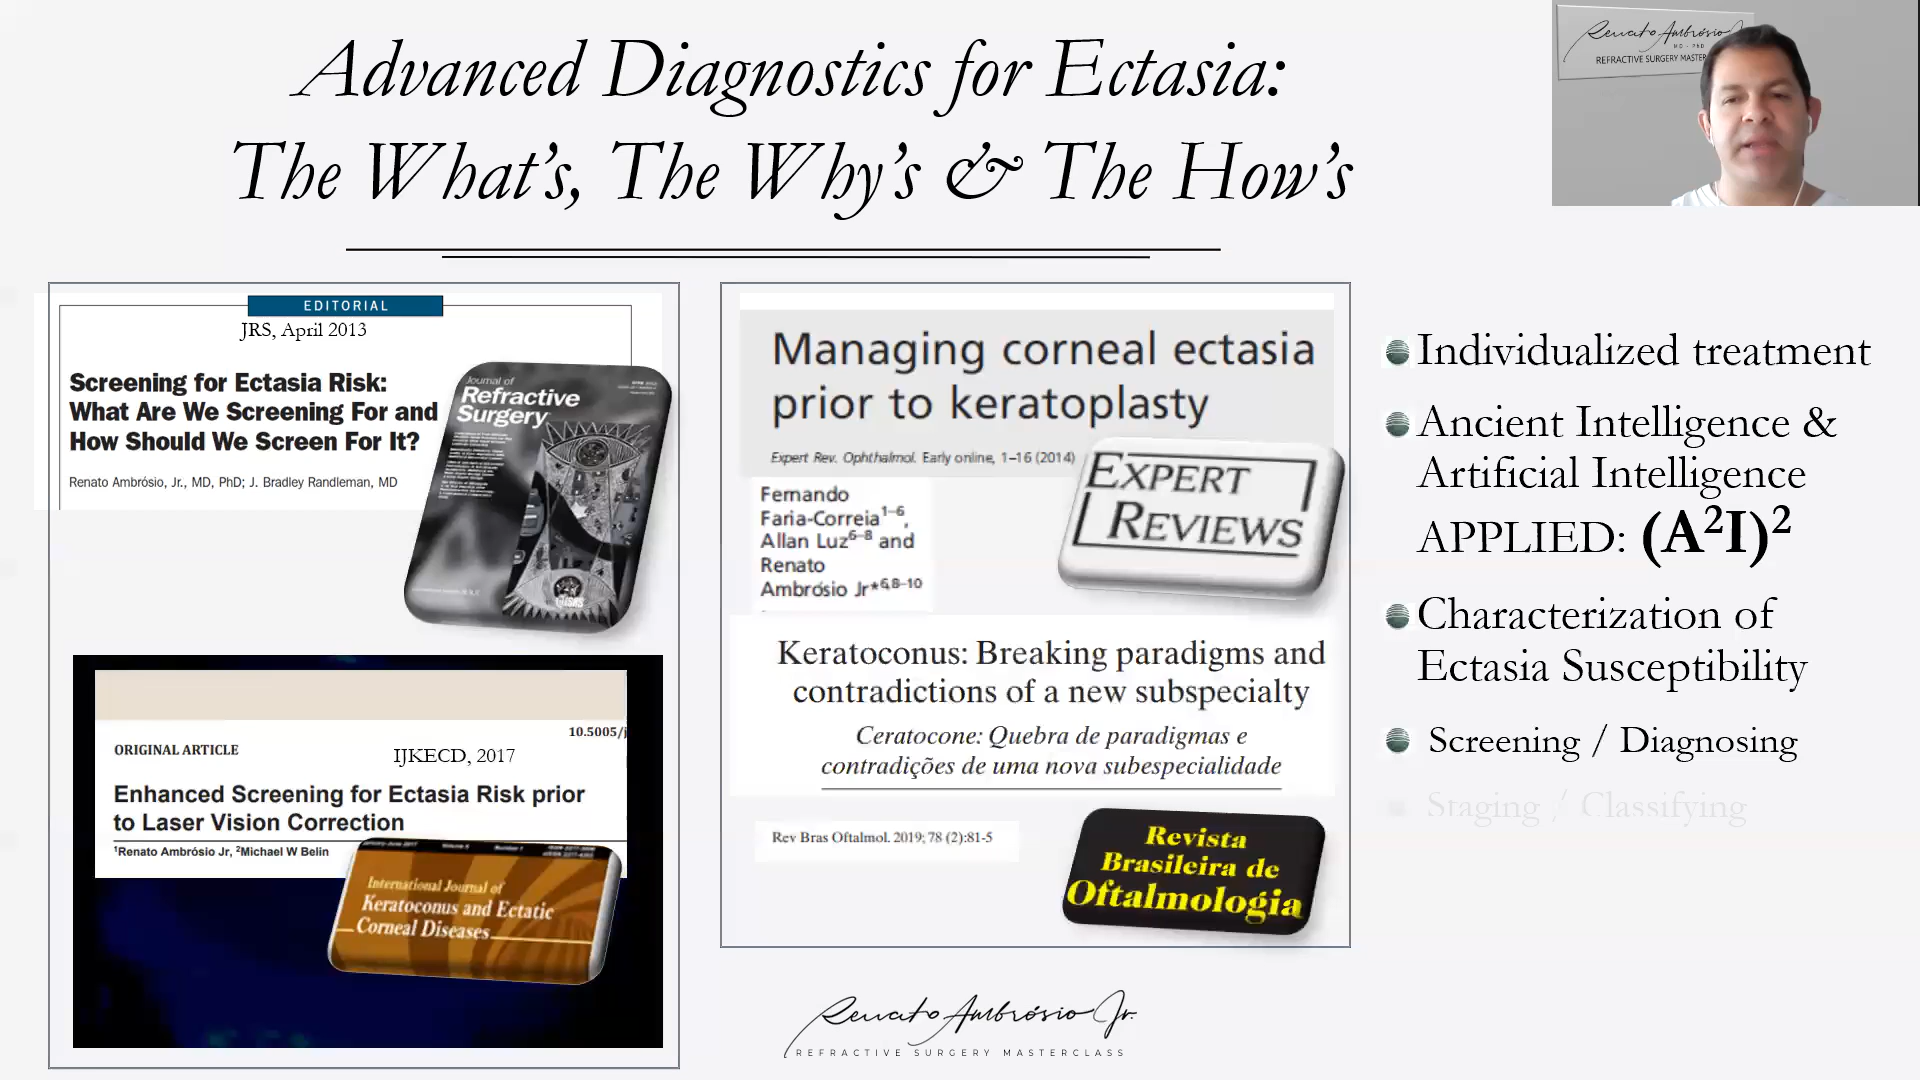 Advanced Diagnostics for Ectasia:
The What's, The Why's & The How's
Renato Ambrósio
MD - PhD
REFRACTIVE SURGERY MASTER
EDITORIAL
JRS, April 2013
Screening for Ectasia Risk:
What Are We Screening For and
How Should We Screen For It?
Renato Ambrósio, Jr., MD, PhD; J. Bradley Randleman, MD
Journal of
Refractive
Surgery
10.5005/j
ORIGINAL ARTICLE
IJKECD, 2017
Enhanced Screening for Ectasia Risk prior
to Laser Vision Correction
¹Renato Ambrósio Jr, ²Michael W Belin
International Journal of
Keratoconus and Ectatic
Corneal Diseases
Managing corneal ectasia
prior to keratoplasty
Expert Rev. Ophthalmol. Early online, 1–16 (2014)
Fernando
Faria-Correia¹⁻⁶,
Allan Luz⁶⁻⁸ and
Renato
Ambrósio Jr*⁶,⁸⁻¹⁰
EXPERT
REVIEWS
Keratoconus: Breaking paradigms and
contradictions of a new subspecialty
Ceratocone: Quebra de paradigmas e
contradições de uma nova subespecialidade
Rev Bras Oftalmol. 2019; 78 (2):81-5
Revista
Brasileira de
Oftalmologia
Individualized treatment
Ancient Intelligence &
Artificial Intelligence
APPLIED: (A²I)²
Characterization of
Ectasia Susceptibility
Screening / Diagnosing
Staging / Classifying
Renato Ambrósio Jr.
REFRACTIVE SURGERY MASTERCLASS